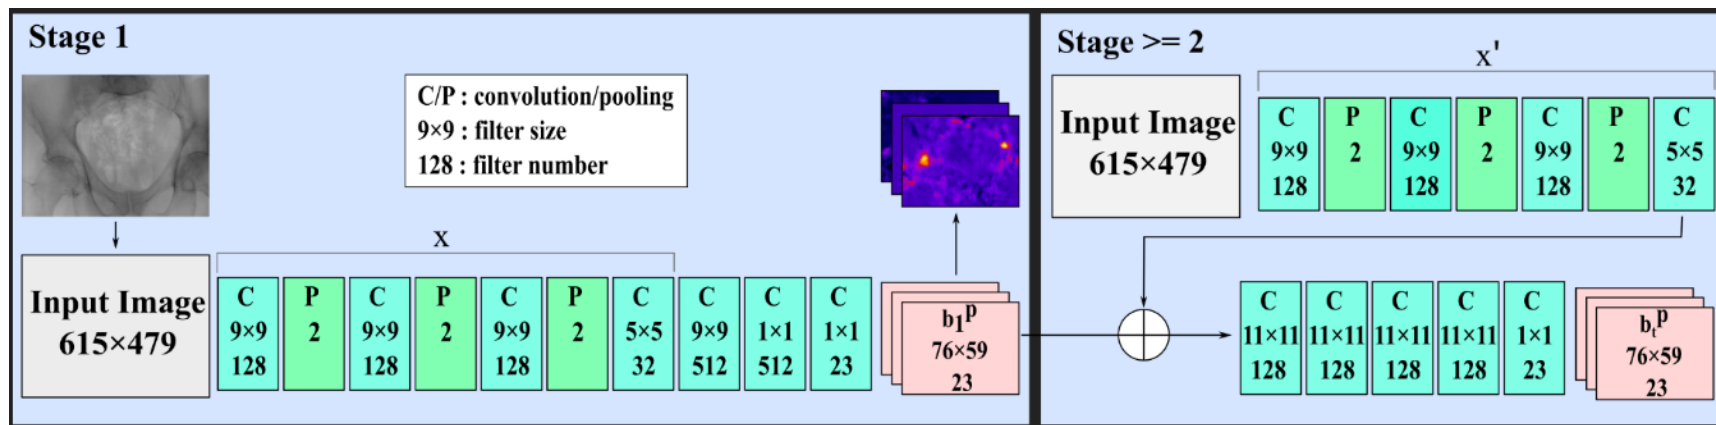 Stage 1
C/P : convolution/pooling
9×9 : filter size
128 : filter number
x
Input Image
615×479
C
9×9
128
P
2
C
9×9
128
P
2
C
9×9
128
P
2
C
5×5
32
C
9×9
512
C
1×1
512
C
1×1
23
b₁ᵖ
76×59
23
Stage >= 2
x'
Input Image
615×479
C
9×9
128
P
2
C
9×9
128
P
2
C
9×9
128
P
2
C
5×5
32
C
11×11
128
C
11×11
128
C
11×11
128
C
11×11
128
C
1×1
23
bₜᵖ
76×59
23